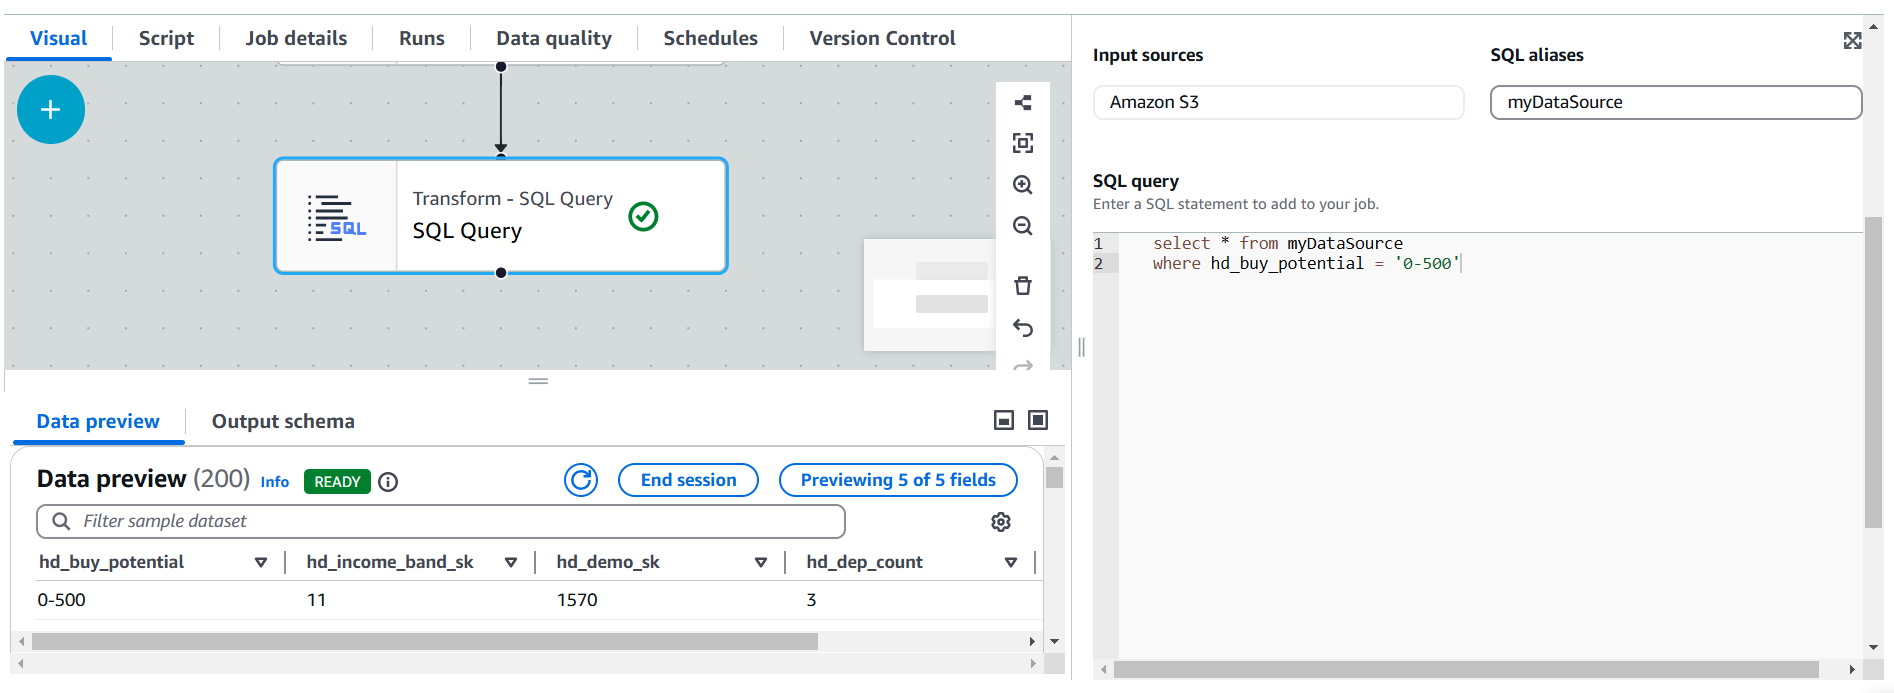 Visual
Script
Job details
Runs
Data quality
Schedules
Version Control
+
Transform - SQL Query
SQL Query
SQL
Input sources
SQL aliases
Amazon S3
myDataSource
SQL query
Enter a SQL statement to add to your job.
1 select * from myDataSource
2 where hd_buy_potential = '0-500'
Data preview
Output schema
Data preview (200) Info READY
End session
Previewing 5 of 5 fields
Filter sample dataset
hd_buy_potential hd_income_band_sk hd_demo_sk hd_dep_count
0-500 11 1570 3